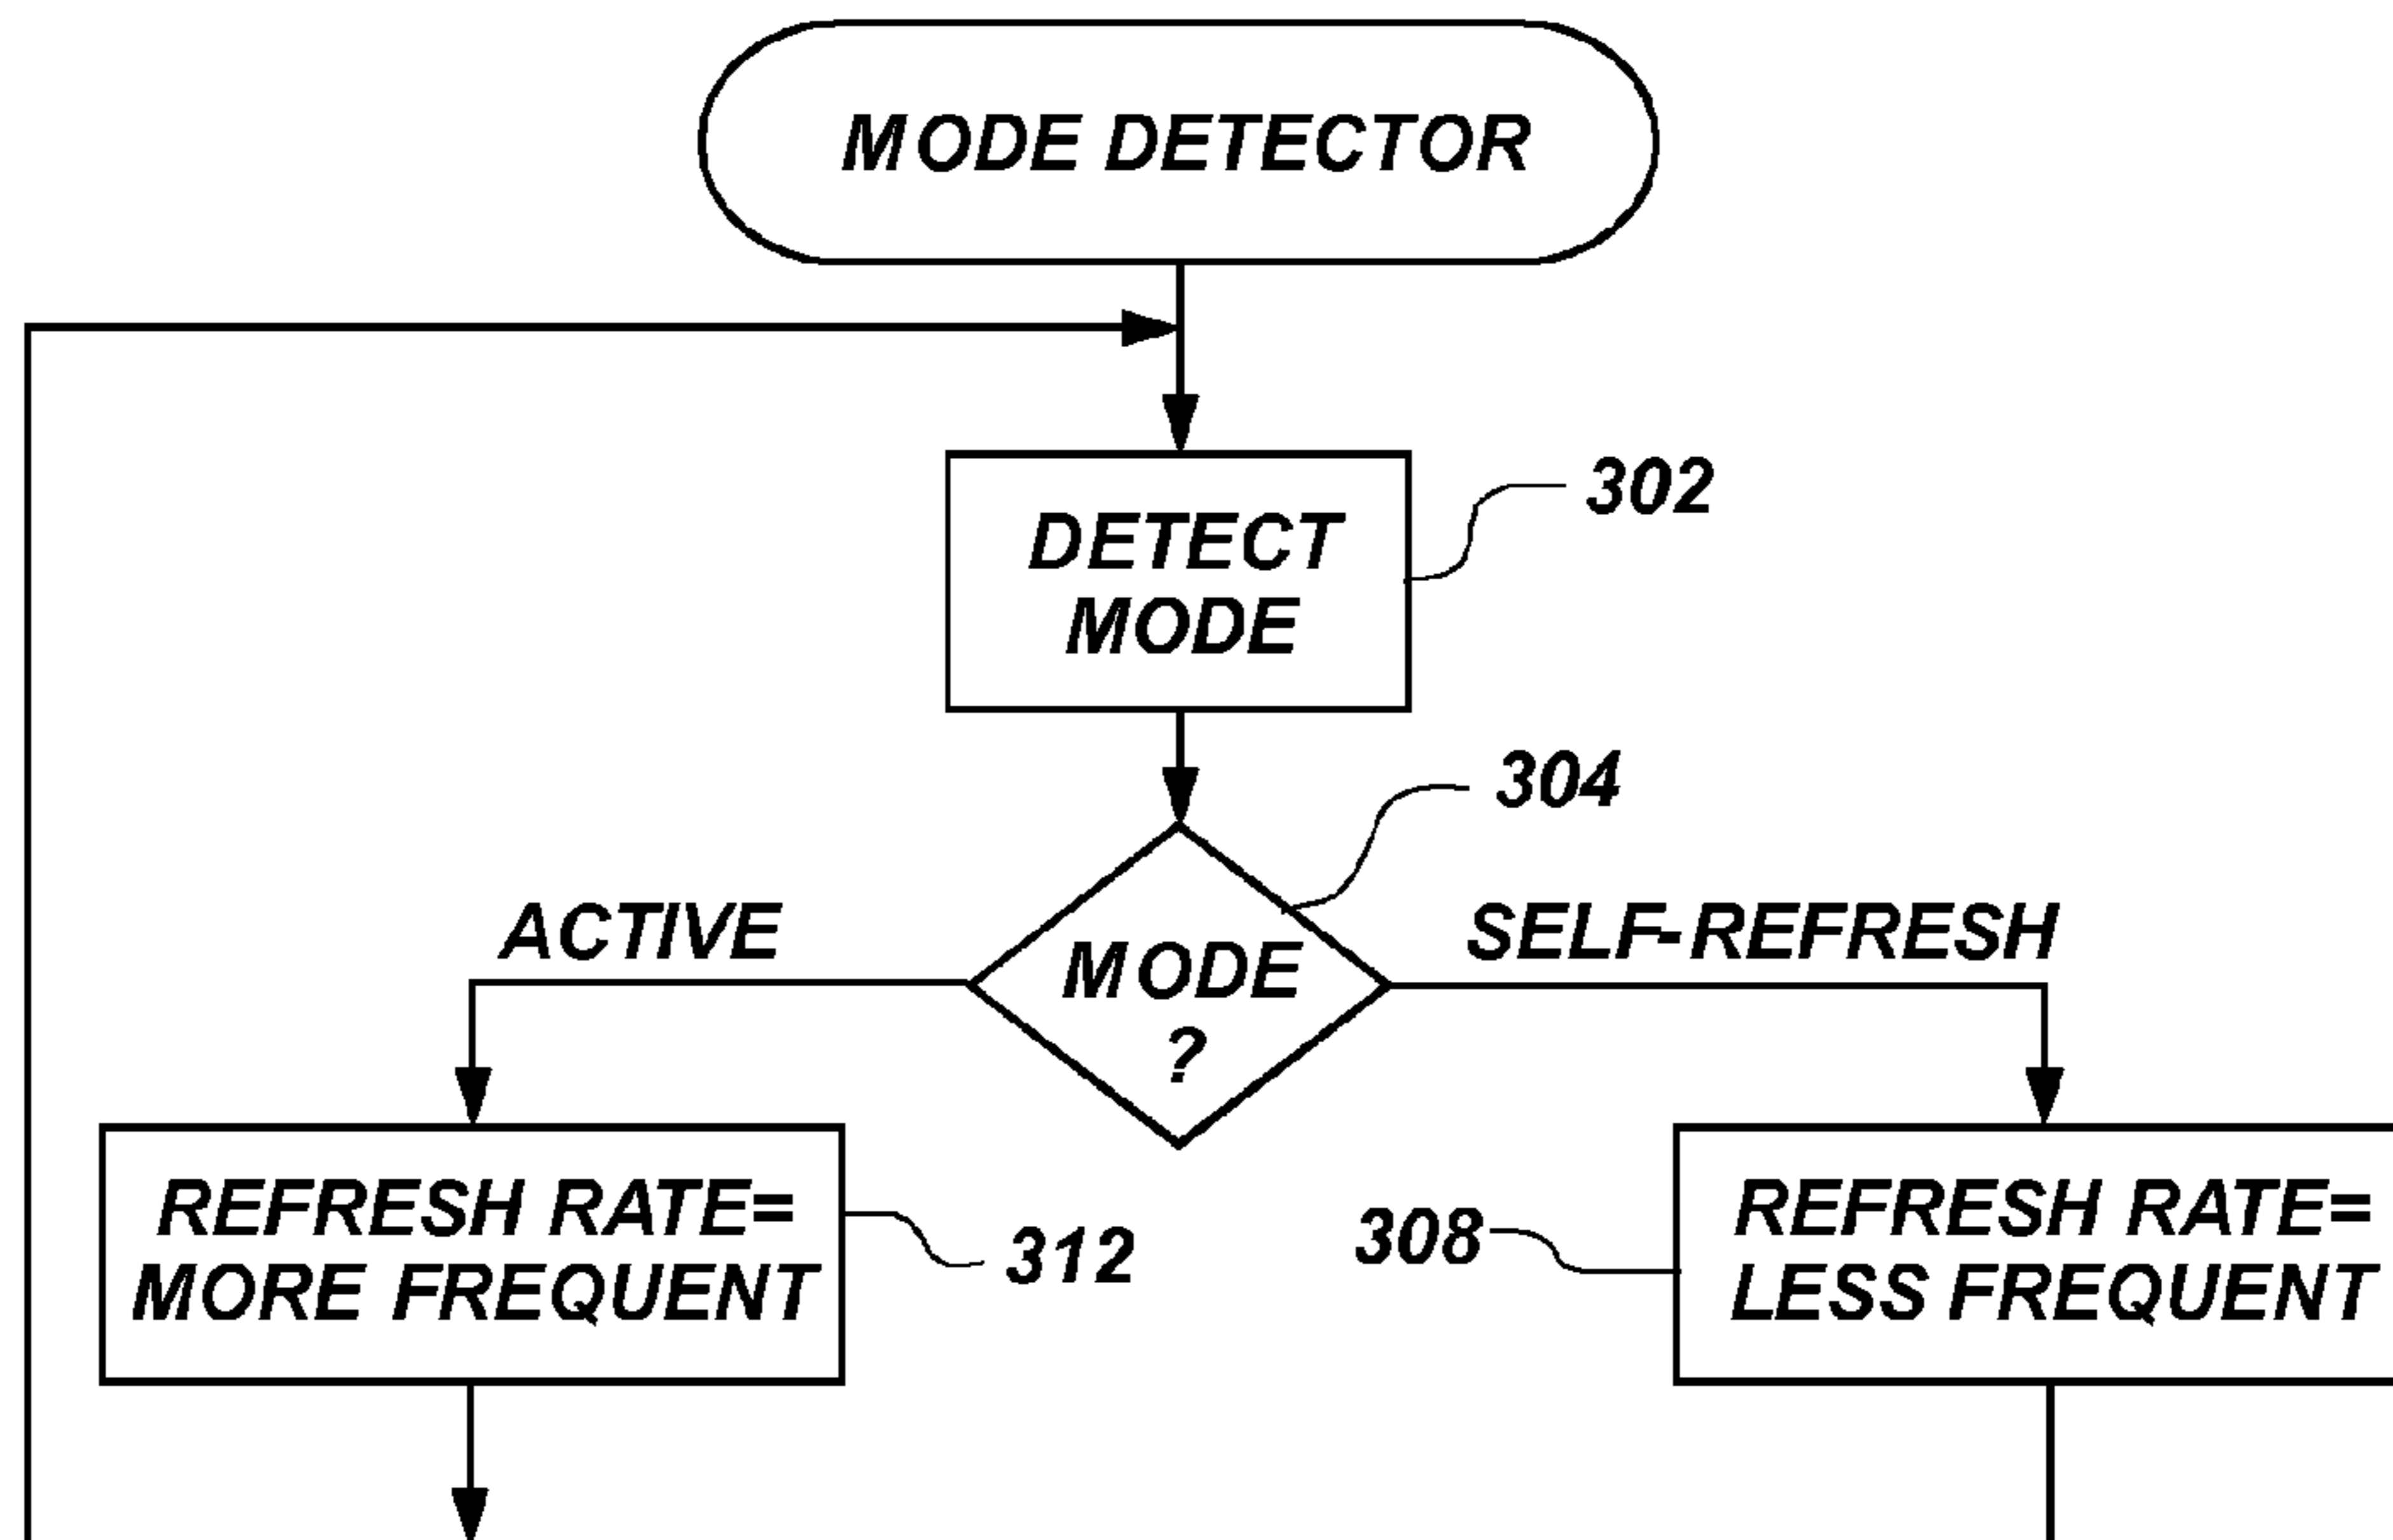 MODE DETECTOR
302
DETECT
MODE
304
ACTIVE
SELF-REFRESH
MODE
?
REFRESH RATE=
MORE FREQUENT
312
308
REFRESH RATE=
LESS FREQUENT